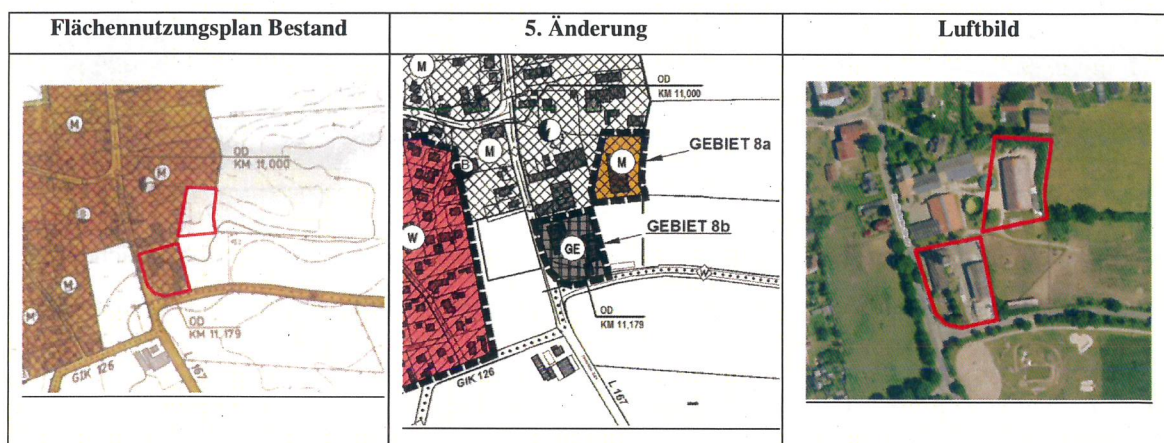 Flächennutzungsplan Bestand
5. Änderung
Luftbild
M
OD
KM 11,000
M
M
OD
KM 11,179
GIK 126
L 167
M
M
OD
KM 11,000
M
B
M
GEBIET 8a
GEBIET 8b
W
GE
W
OD
KM 11,179
GIK 126
L 167